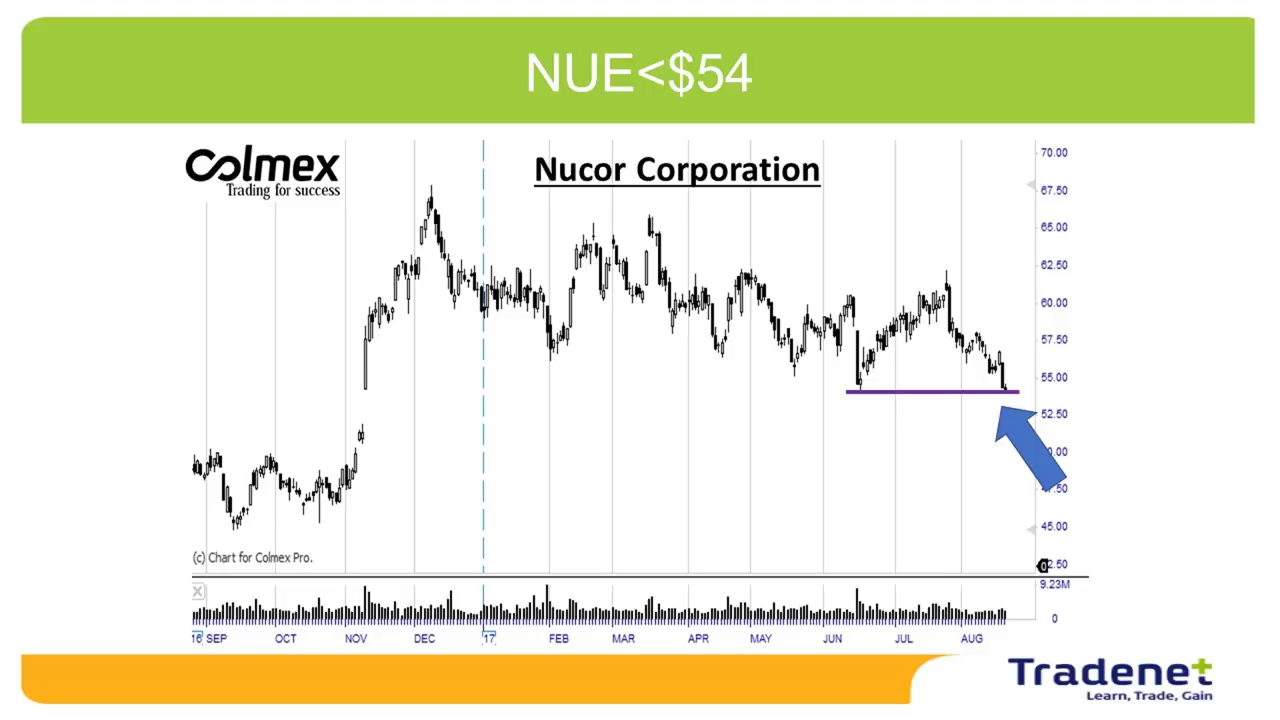 NUE<$54
Colmex
Trading for success
Nucor Corporation
70.00
67.50
65.00
62.50
60.00
57.50
55.00
52.50
45.00
(c) Chart for Colmex Pro.
9.23M
0
16 SEP OCT NOV DEC 17 FEB MAR APR MAY JUN JUL AUG
Tradenet
Learn, Trade, Gain